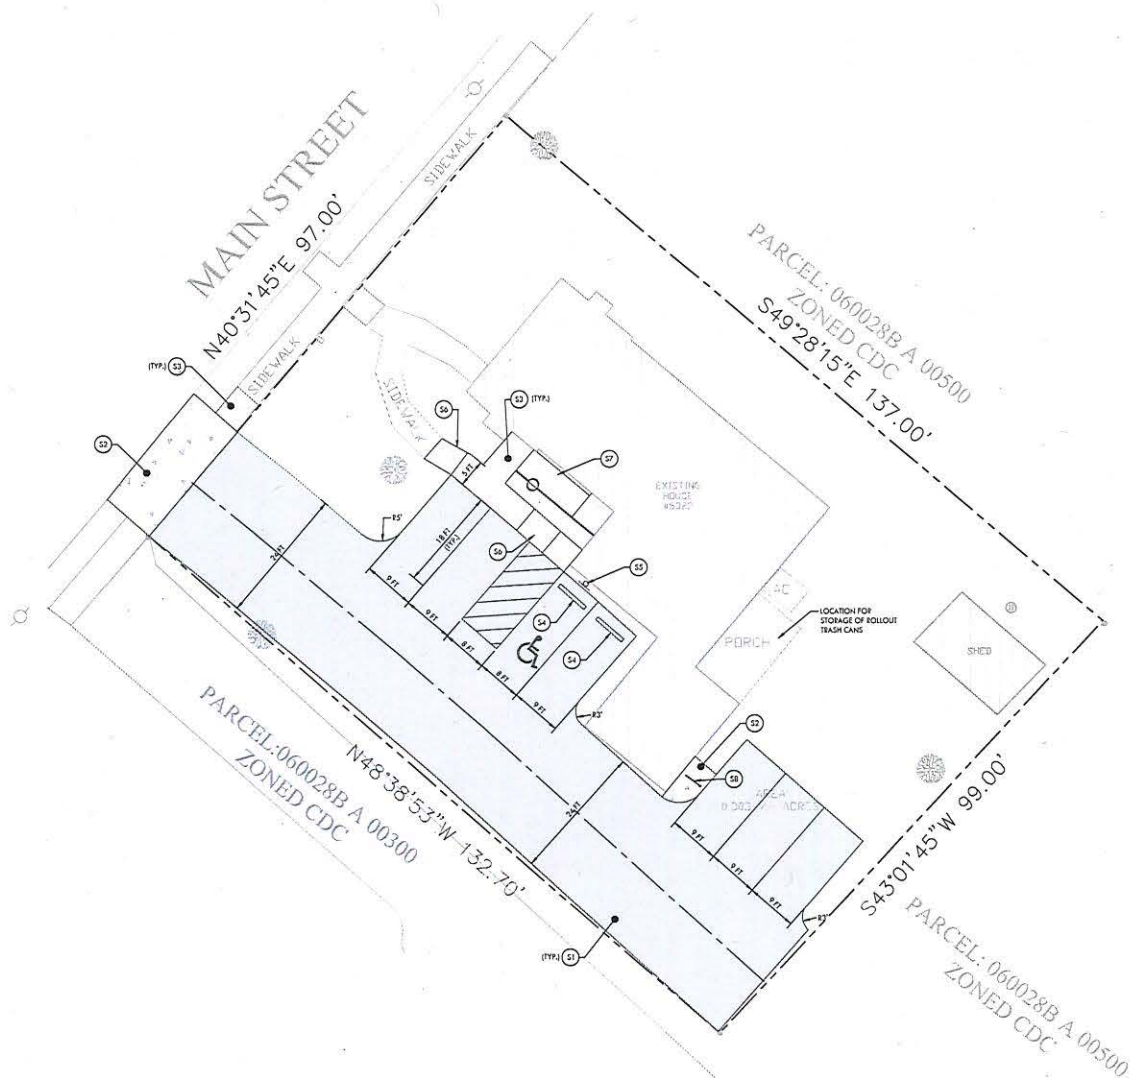 MAIN STREET
N40°31'45"E 97.00'
SIDEWALK
SIDEWALK
SIDEWALK
PARCEL: 060028B A 00500
ZONED CDC
S49°28'15"E 137.00'
(TYP.) S3
S2
S6
S3 (TYP.)
S7
5 FT
EXISTING
HOUSE
R5'
18 FT
(TYP.)
S6
S5
24 FT
9 FT
9 FT
8 FT
8 FT
9 FT
S4
S4
AC
PORCH
LOCATION FOR
STORAGE OF ROLLOUT
TRASH CANS
SHED
R3'
S2
S8
AREA
ACRES
PARCEL:060028B A 00300
ZONED CDC
N48°38'53"W 132.70'
24 FT
9 FT
9 FT
9 FT
R3'
S43°01'45"W 99.00'
(TYP.) S1
PARCEL: 060028B A 00500
ZONED CDC